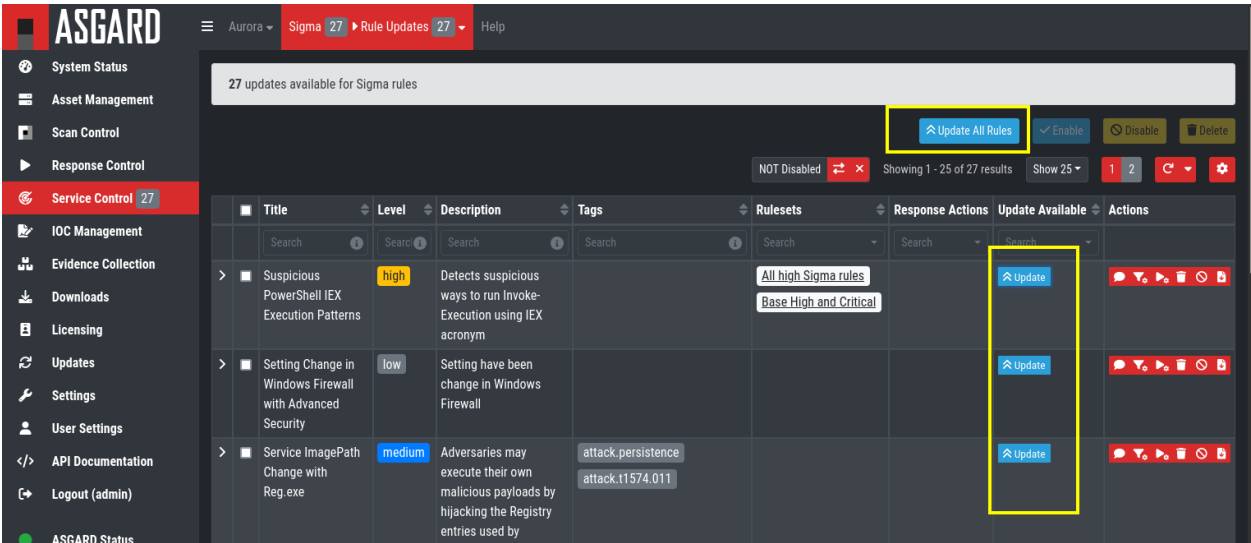 ASGARD
Aurora
Sigma 27 Rule Updates 27
Help
System Status
Asset Management
Scan Control
Response Control
Service Control 27
IOC Management
Evidence Collection
Downloads
Licensing
Updates
Settings
User Settings
API Documentation
Logout (admin)
ASGARD Status
27 updates available for Sigma rules
Update All Rules
Enable
Disable
Delete
NOT Disabled
Showing 1 - 25 of 27 results
Show 25
1 2
Title Level Description Tags Rulesets Response Actions Update Available Actions
Search Search Search Search Search Search Search
Suspicious
PowerShell IEX
Execution Patterns
high
Detects suspicious
ways to run Invoke-
Execution using IEX
acronym
All high Sigma rules
Base High and Critical
Update
Setting Change in
Windows Firewall
with Advanced
Security
low
Setting have been
change in Windows
Firewall
Update
Service ImagePath
Change with
Reg.exe
medium
Adversaries may
execute their own
malicious payloads by
hijacking the Registry
entries used by
attack.persistence
attack.t1574.011
Update